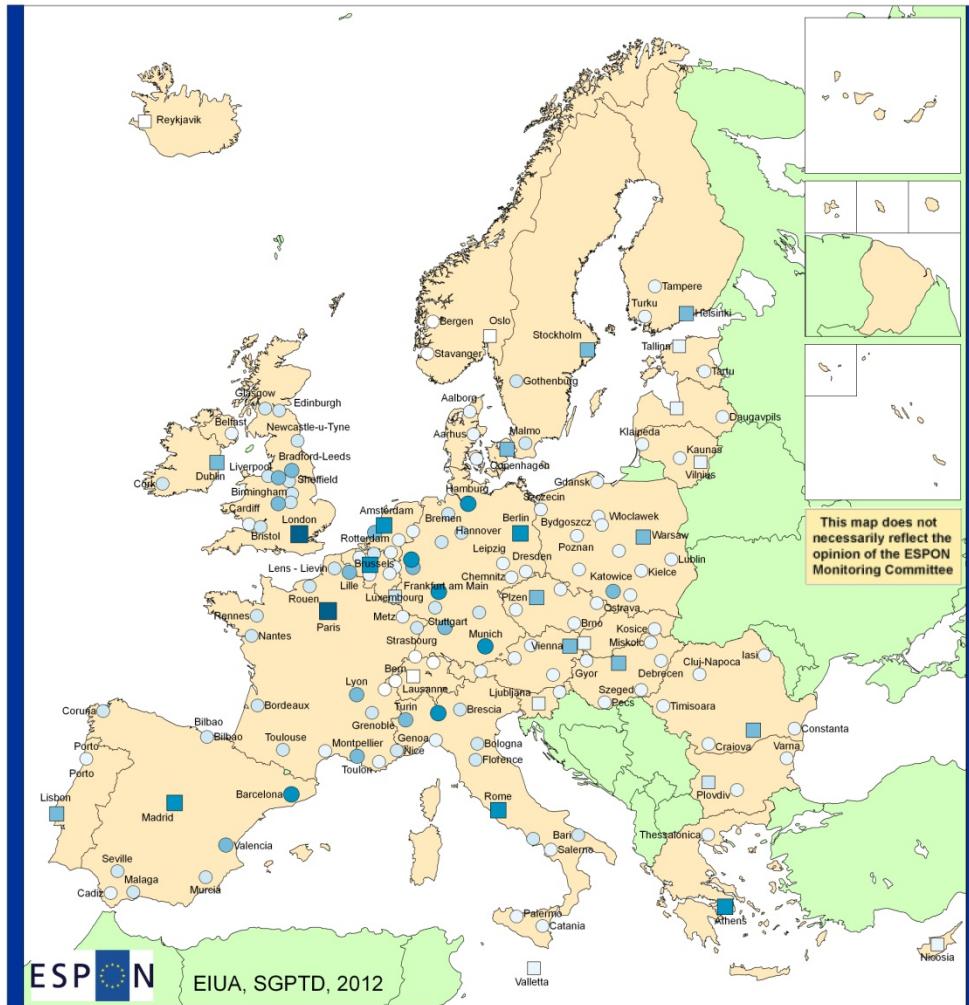 Reykjavik
Tampere
Turku
Helsinki
Bergen
Oslo
Stockholm
Tallinn
Stavanger
Tartu
Gothenburg
Glasgow
Edinburgh
Aalborg
Daugavpils
Belfast
Newcastle-u-Tyne
Aarhus
Malmo
Klaipeda
Kaunas
Bradford-Leeds
Vilnius
Liverpool
Dublin
Sheffield
Copenhagen
Cork
Birmingham
Hamburg
Gdansk
Szczecin
Cardiff
Amsterdam
Bremen
Bydgoszcz
Wloclawek
London
Rotterdam
Hannover
Berlin
Warsaw
Bristol
Poznan
This map does not
necessarily reflect the
opinion of the ESPON
Monitoring Committee
Leipzig
Dresden
Lublin
Lens - Lievin
Brussels
Chemnitz
Kielce
Lille
Frankfurt am Main
Katowice
Rouen
Luxembourg
Plzen
Ostrava
Paris
Metz
Rennes
Stuttgart
Brno
Nantes
Strasbourg
Munich
Vienna
Kosice
Miskolc
Iasi
Bern
Gyor
Debrecen
Cluj-Napoca
Lyon
Lausanne
Ljubljana
Szeged
Pecs
Timisoara
Coruna
Bordeaux
Turin
Brescia
Bilbao
Grenoble
Bilbao
Toulouse
Montpellier
Genoa
Nice
Bologna
Craiova
Constanta
Varna
Porto
Porto
Toulon
Florence
Lisbon
Madrid
Barcelona
Rome
Plovdiv
Valencia
Bari
Thessalonica
Seville
Salerno
Malaga
Cadiz
Murcia
Palermo
Catania
Athens
Nicosia
Valletta
ESPON
EIUA, SGPTD, 2012